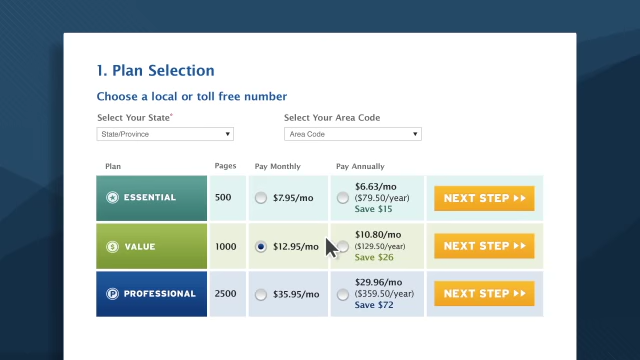 1. Plan Selection
Choose a local or toll free number
Select Your State* Select Your Area Code
State/Province Area Code
Plan Pages Pay Monthly Pay Annually
ESSENTIAL 500 $7.95/mo $6.63/mo
($79.50/year)
Save $15
NEXT STEP
VALUE 1000 $12.95/mo $10.80/mo
($129.50/year)
Save $26
NEXT STEP
PROFESSIONAL 2500 $35.95/mo $29.96/mo
($359.50/year)
Save $72
NEXT STEP